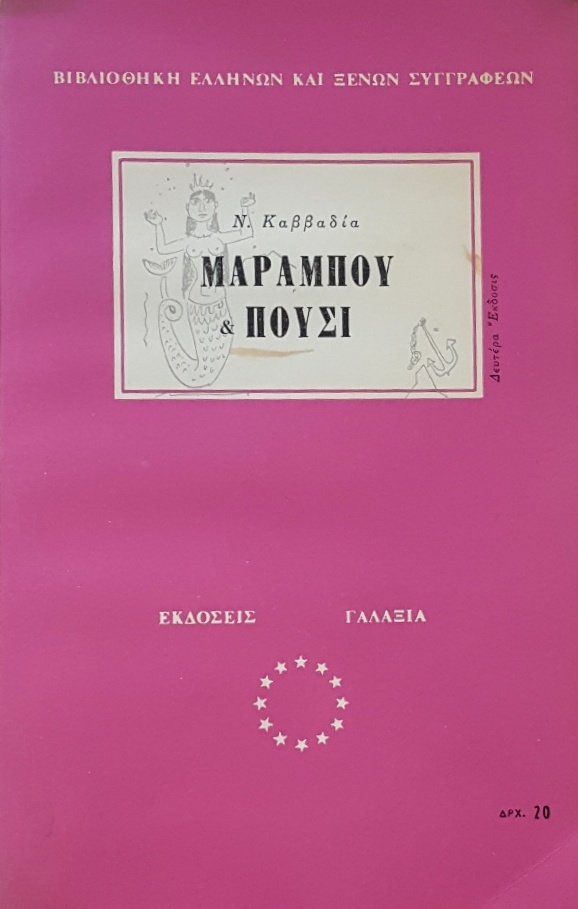 ΒΙΒΛΙΟΘΗΚΗ ΕΛΛΗΝΩΝ ΚΑΙ ΞΕΝΩΝ ΣΥΓΓΡΑΦΕΩΝ
Ν. Καββαδία
ΜΑΡΑΜΠΟΥ
& ΠΟΥΣΙ
Δευτέρα Ἔκδοσις
ΕΚΔΟΣΕΙΣ ΓΑΛΑΞΙΑ
ΔΡΧ. 20